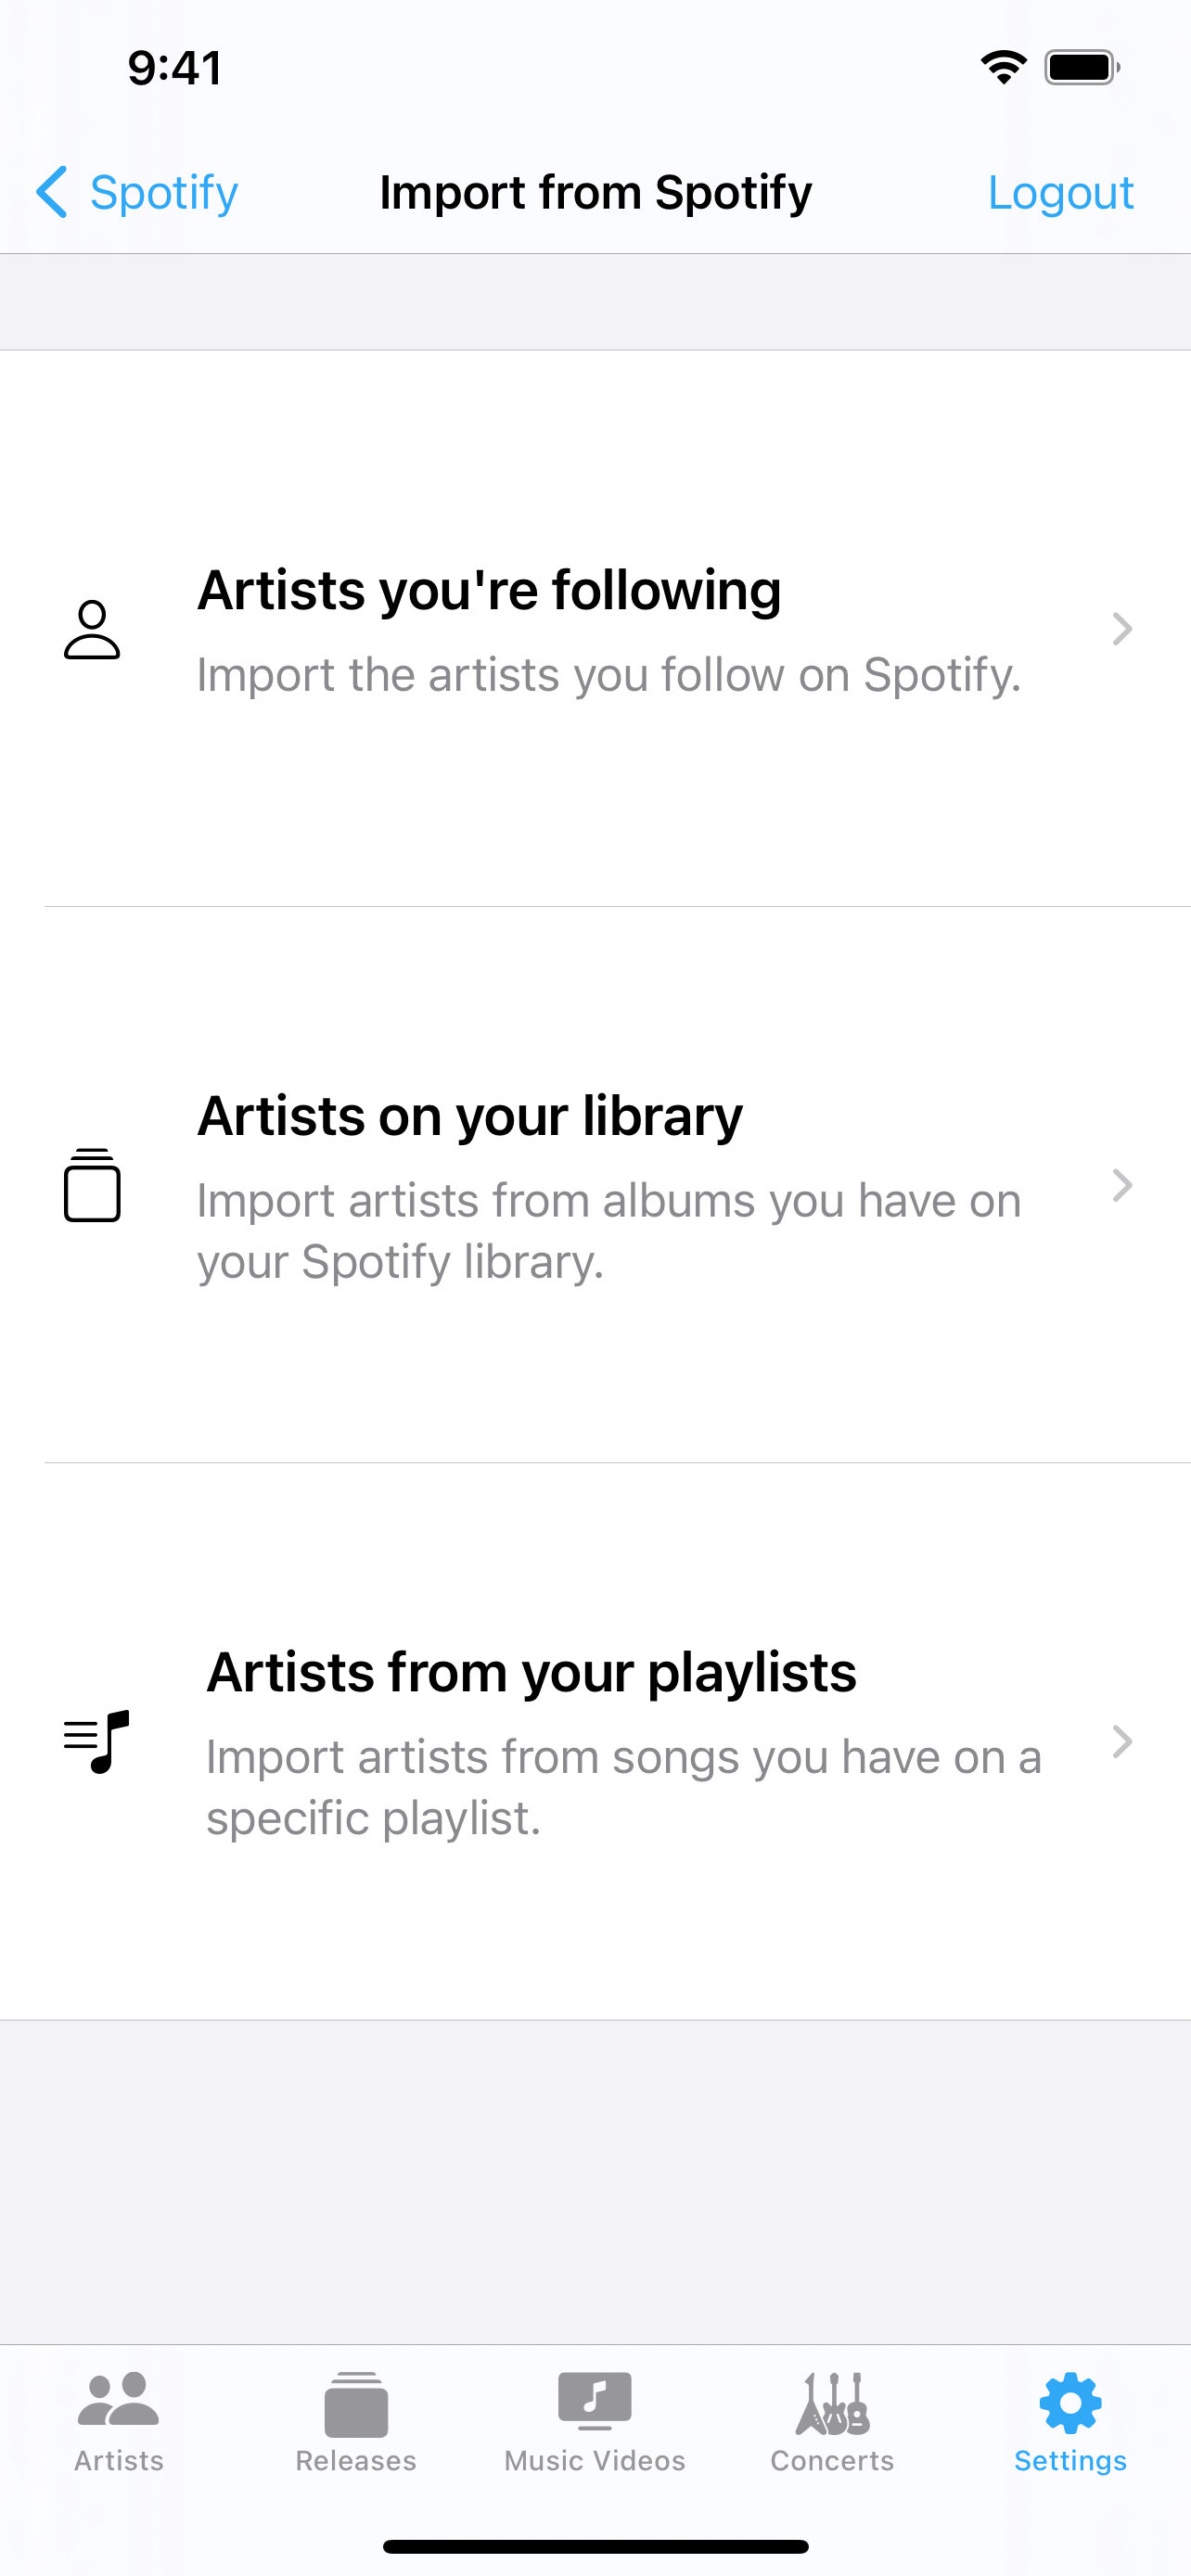 9:41
Spotify
Import from Spotify
Logout
Artists you're following
Import the artists you follow on Spotify.
Artists on your library
Import artists from albums you have on
your Spotify library.
Artists from your playlists
Import artists from songs you have on a
specific playlist.
Artists
Releases
Music Videos
Concerts
Settings